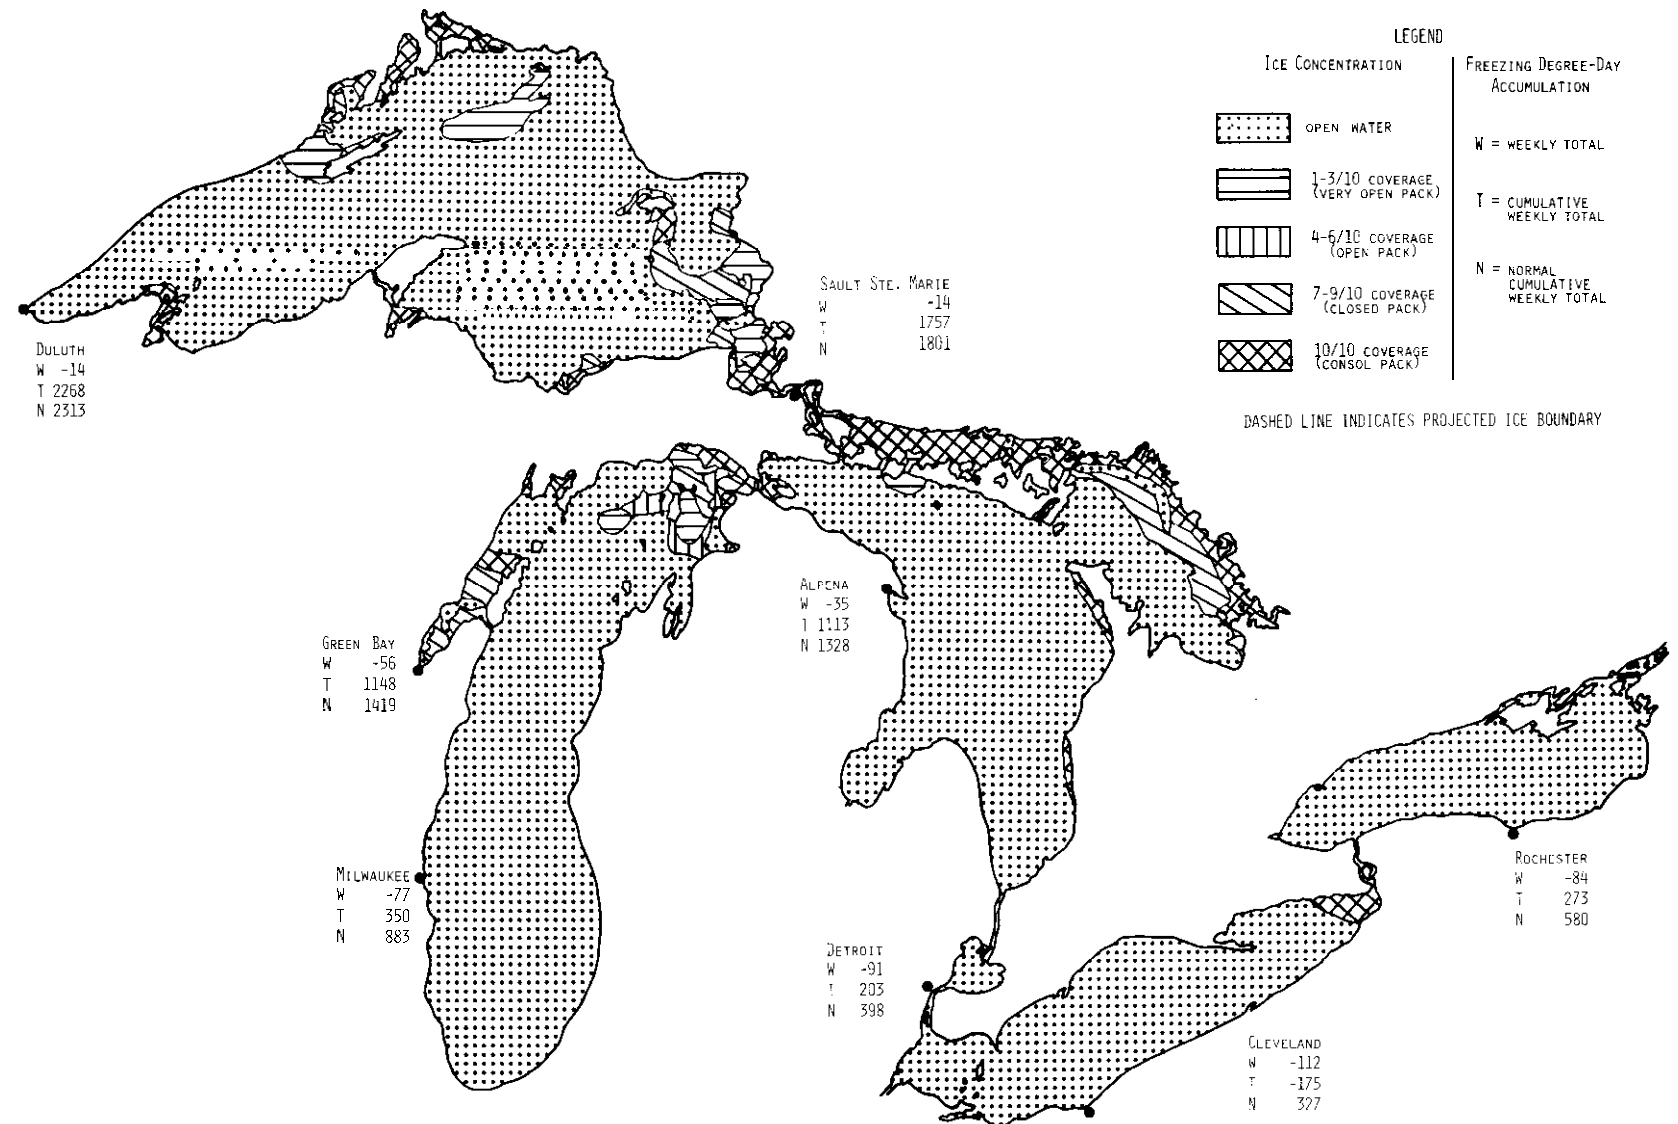 LEGEND
ICE CONCENTRATION
FREEZING DEGREE-DAY
ACCUMULATION
OPEN WATER
W = WEEKLY TOTAL
1-3/10 COVERAGE
(VERY OPEN PACK)
T = CUMULATIVE
WEEKLY TOTAL
4-6/10 COVERAGE
(OPEN PACK)
N = NORMAL
CUMULATIVE
WEEKLY TOTAL
7-9/10 COVERAGE
(CLOSED PACK)
10/10 COVERAGE
(CONSOL PACK)
DASHED LINE INDICATES PROJECTED ICE BOUNDARY
SAULT STE. MARIE
W -14
T 1757
N 1801
DULUTH
W -14
T 2268
N 2313
ALPENA
W -35
T 1113
N 1328
GREEN BAY
W -56
T 1148
N 1419
MILWAUKEE
W -77
T 350
N 883
ROCHESTER
W -84
T 273
N 580
DETROIT
W -91
T 203
N 398
CLEVELAND
W -112
T -175
N 327